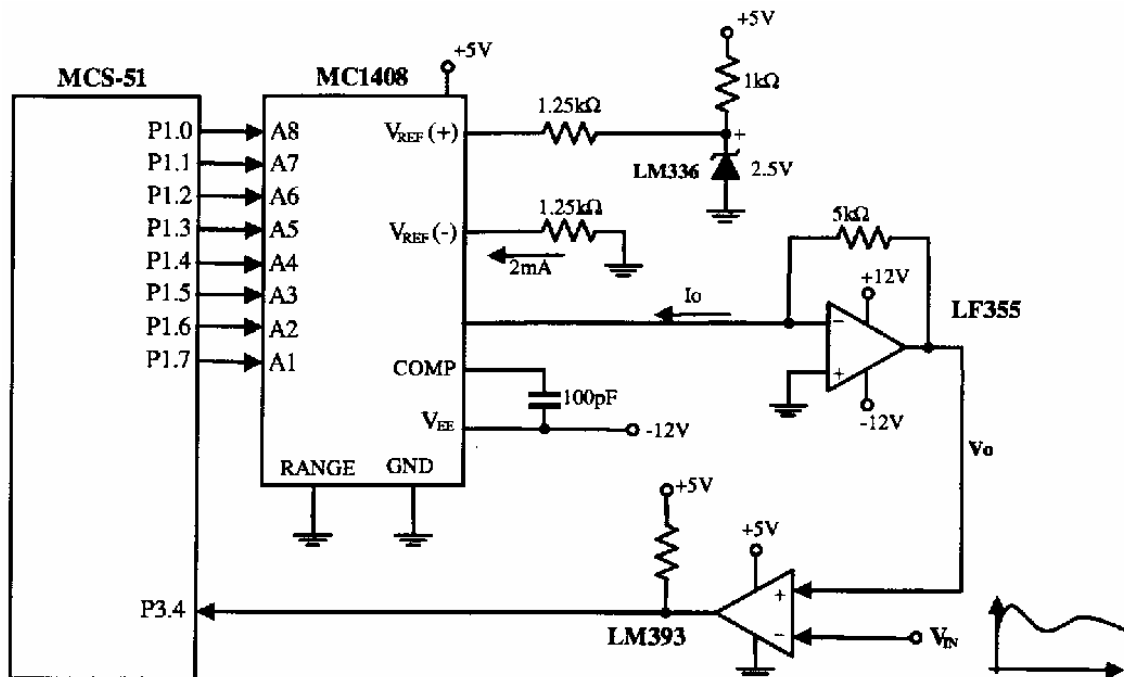 MCS-51
P1.0
P1.1
P1.2
P1.3
P1.4
P1.5
P1.6
P1.7
P3.4
MC1408
+5V
A8
A7
A6
A5
A4
A3
A2
A1
VREF (+)
VREF (-)
COMP
VEE
RANGE
GND
1.25kΩ
+5V
1kΩ
+
LM336
2.5V
1.25kΩ
2mA
Io
5kΩ
+12V
−
+
-12V
LF355
100pF
-12V
Vo
+5V
+5V
+
−
LM393
VIN